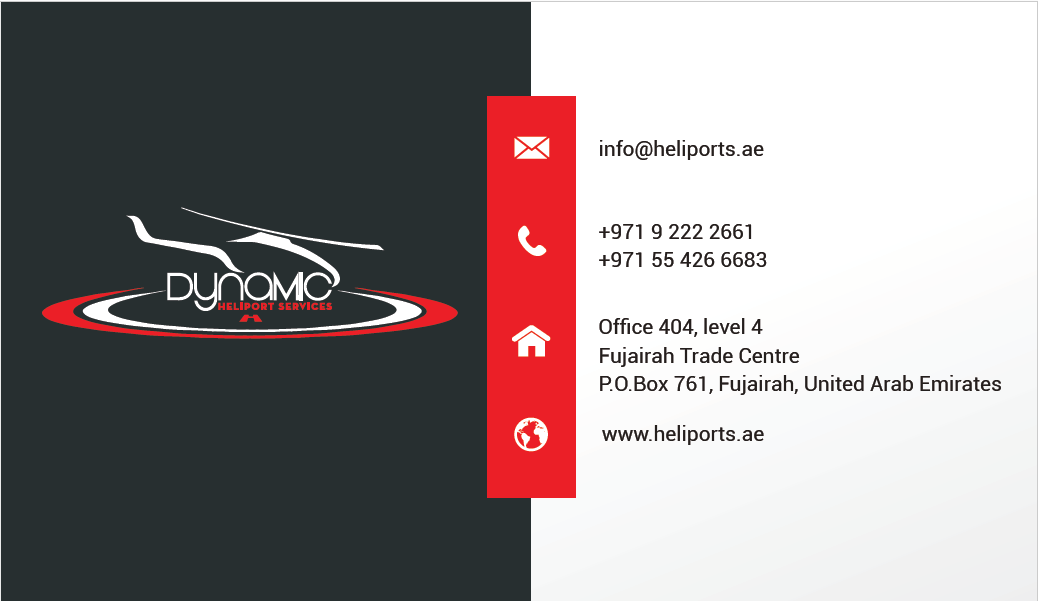 DYNAMIC
HELIPORT SERVICES
info@heliports.ae
+971 9 222 2661
+971 55 426 6683
Office 404, level 4
Fujairah Trade Centre
P.O.Box 761, Fujairah, United Arab Emirates
www.heliports.ae